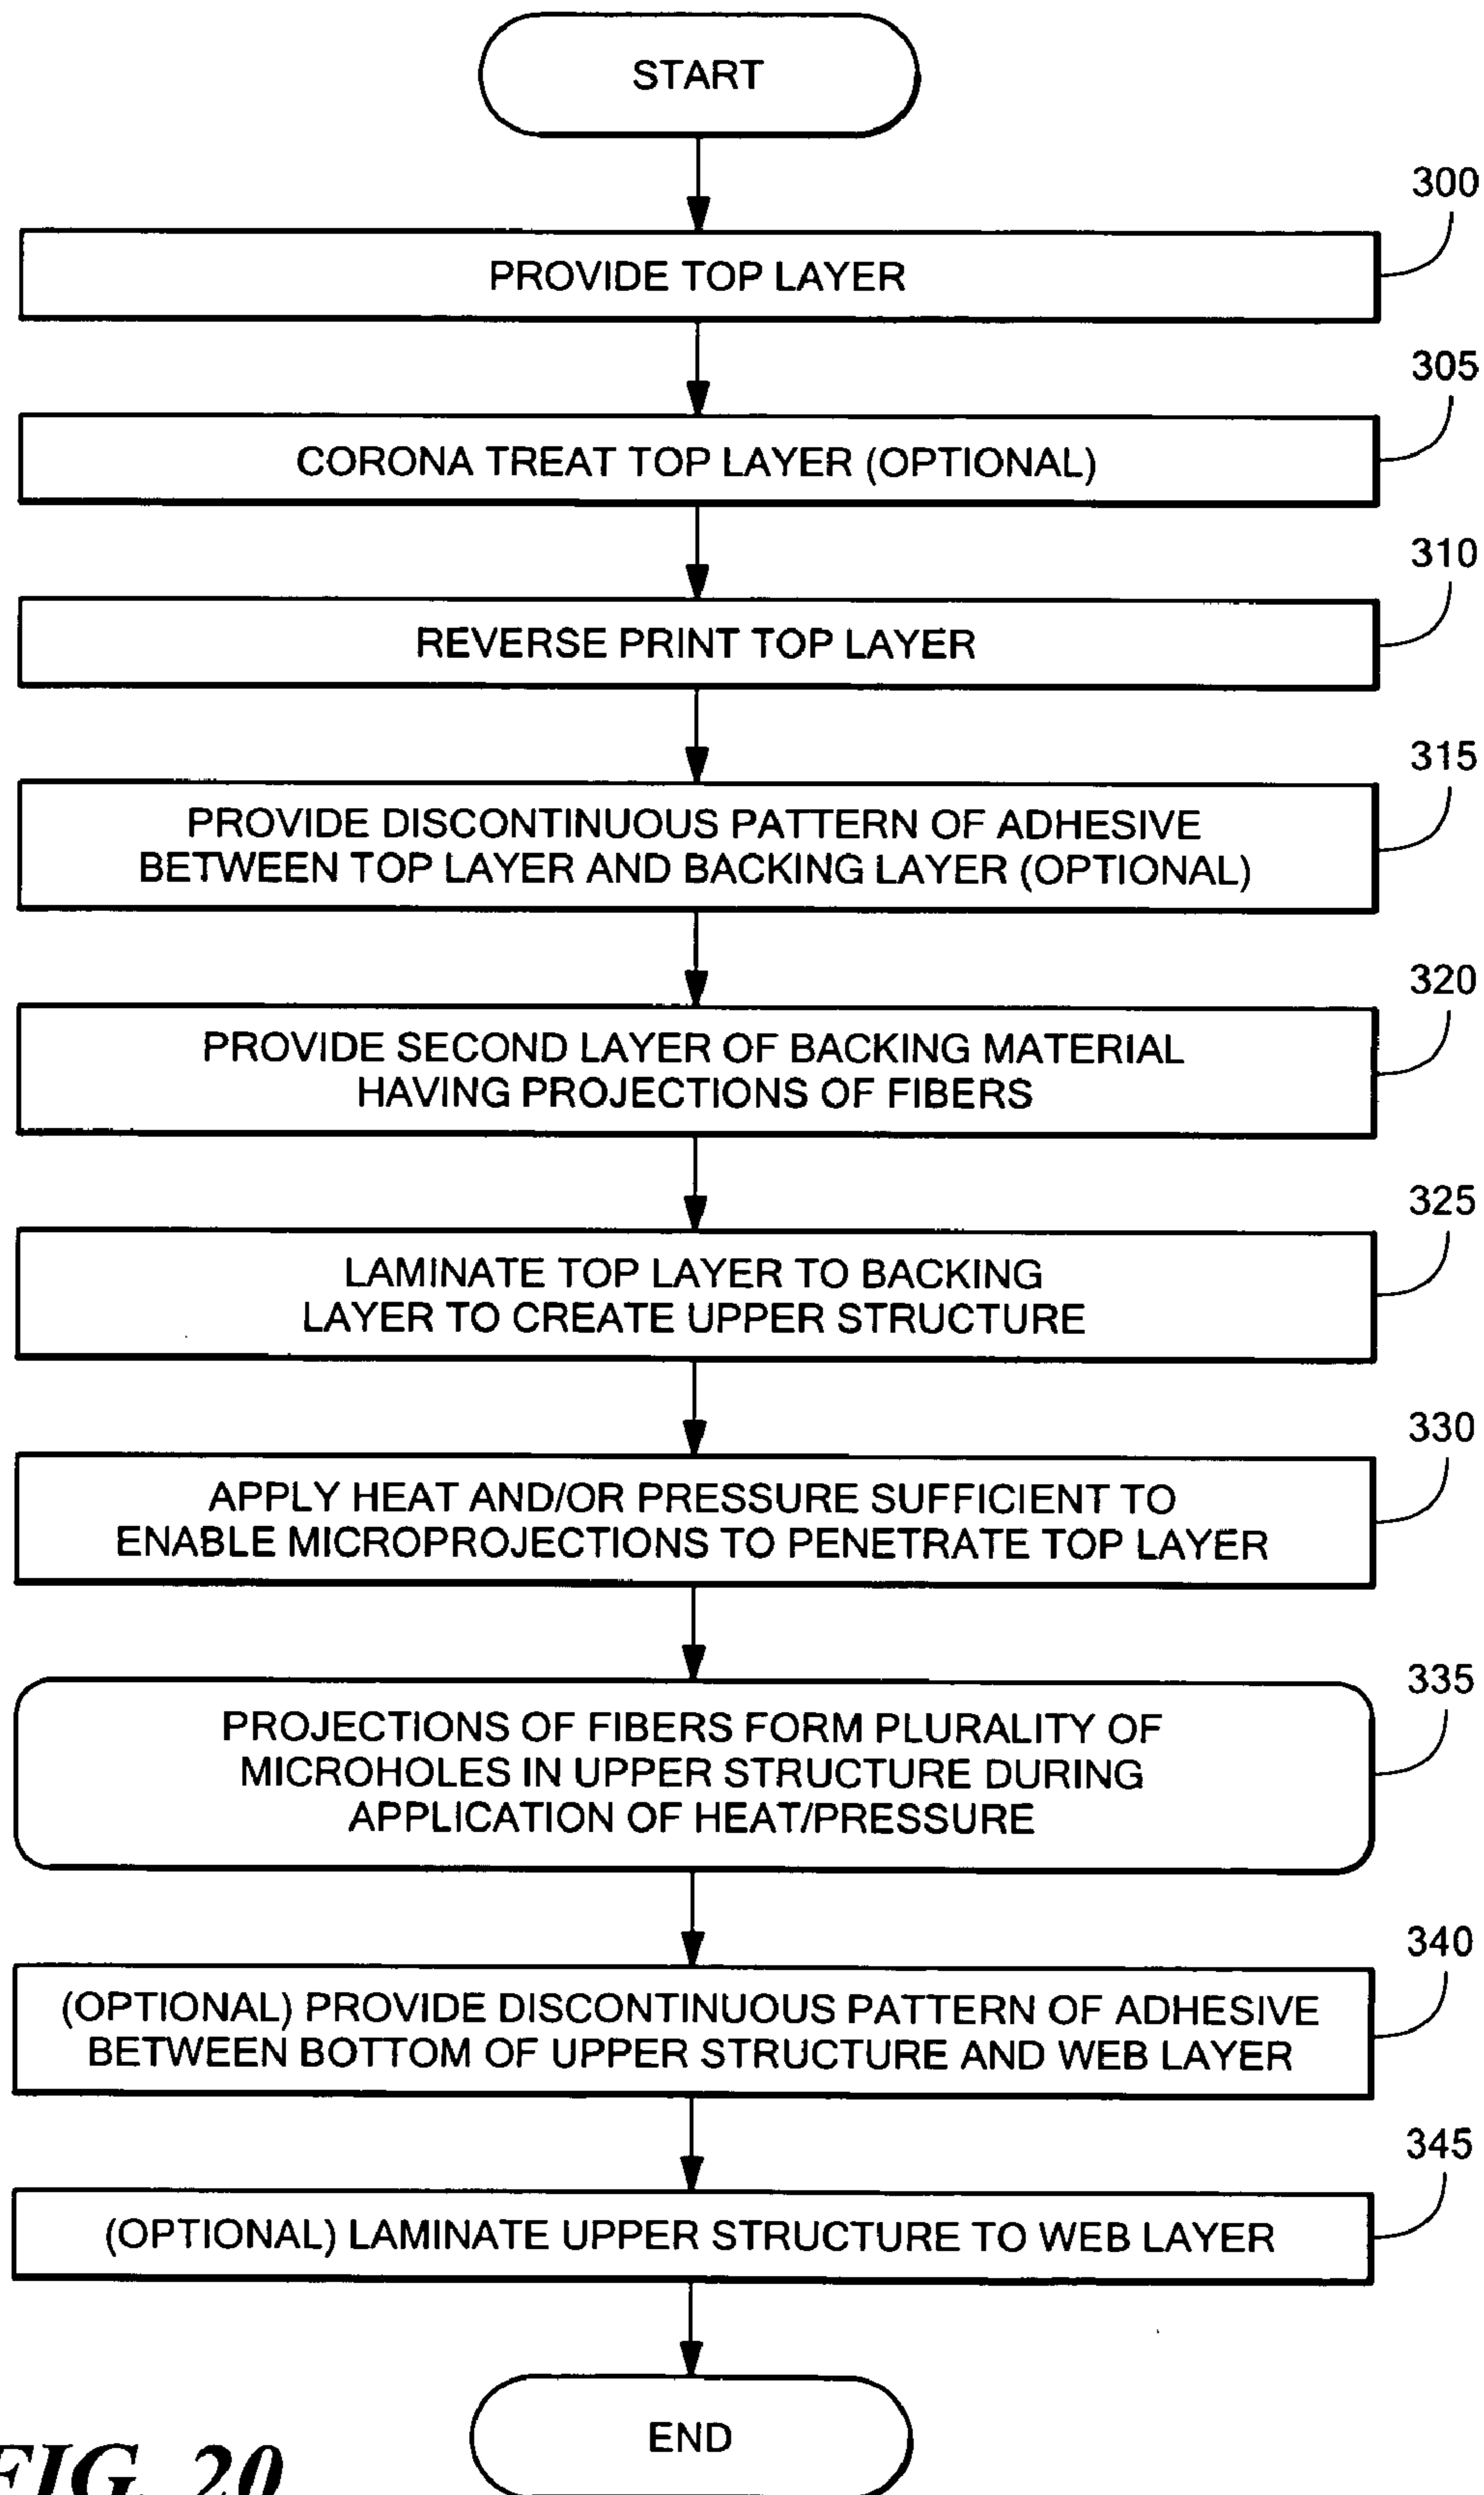 START
300
PROVIDE TOP LAYER
305
CORONA TREAT TOP LAYER (OPTIONAL)
310
REVERSE PRINT TOP LAYER
315
PROVIDE DISCONTINUOUS PATTERN OF ADHESIVE
BETWEEN TOP LAYER AND BACKING LAYER (OPTIONAL)
320
PROVIDE SECOND LAYER OF BACKING MATERIAL
HAVING PROJECTIONS OF FIBERS
325
LAMINATE TOP LAYER TO BACKING
LAYER TO CREATE UPPER STRUCTURE
330
APPLY HEAT AND/OR PRESSURE SUFFICIENT TO
ENABLE MICROPROJECTIONS TO PENETRATE TOP LAYER
335
PROJECTIONS OF FIBERS FORM PLURALITY OF
MICROHOLES IN UPPER STRUCTURE DURING
APPLICATION OF HEAT/PRESSURE
340
(OPTIONAL) PROVIDE DISCONTINUOUS PATTERN OF ADHESIVE
BETWEEN BOTTOM OF UPPER STRUCTURE AND WEB LAYER
345
(OPTIONAL) LAMINATE UPPER STRUCTURE TO WEB LAYER
END
FIG. 20